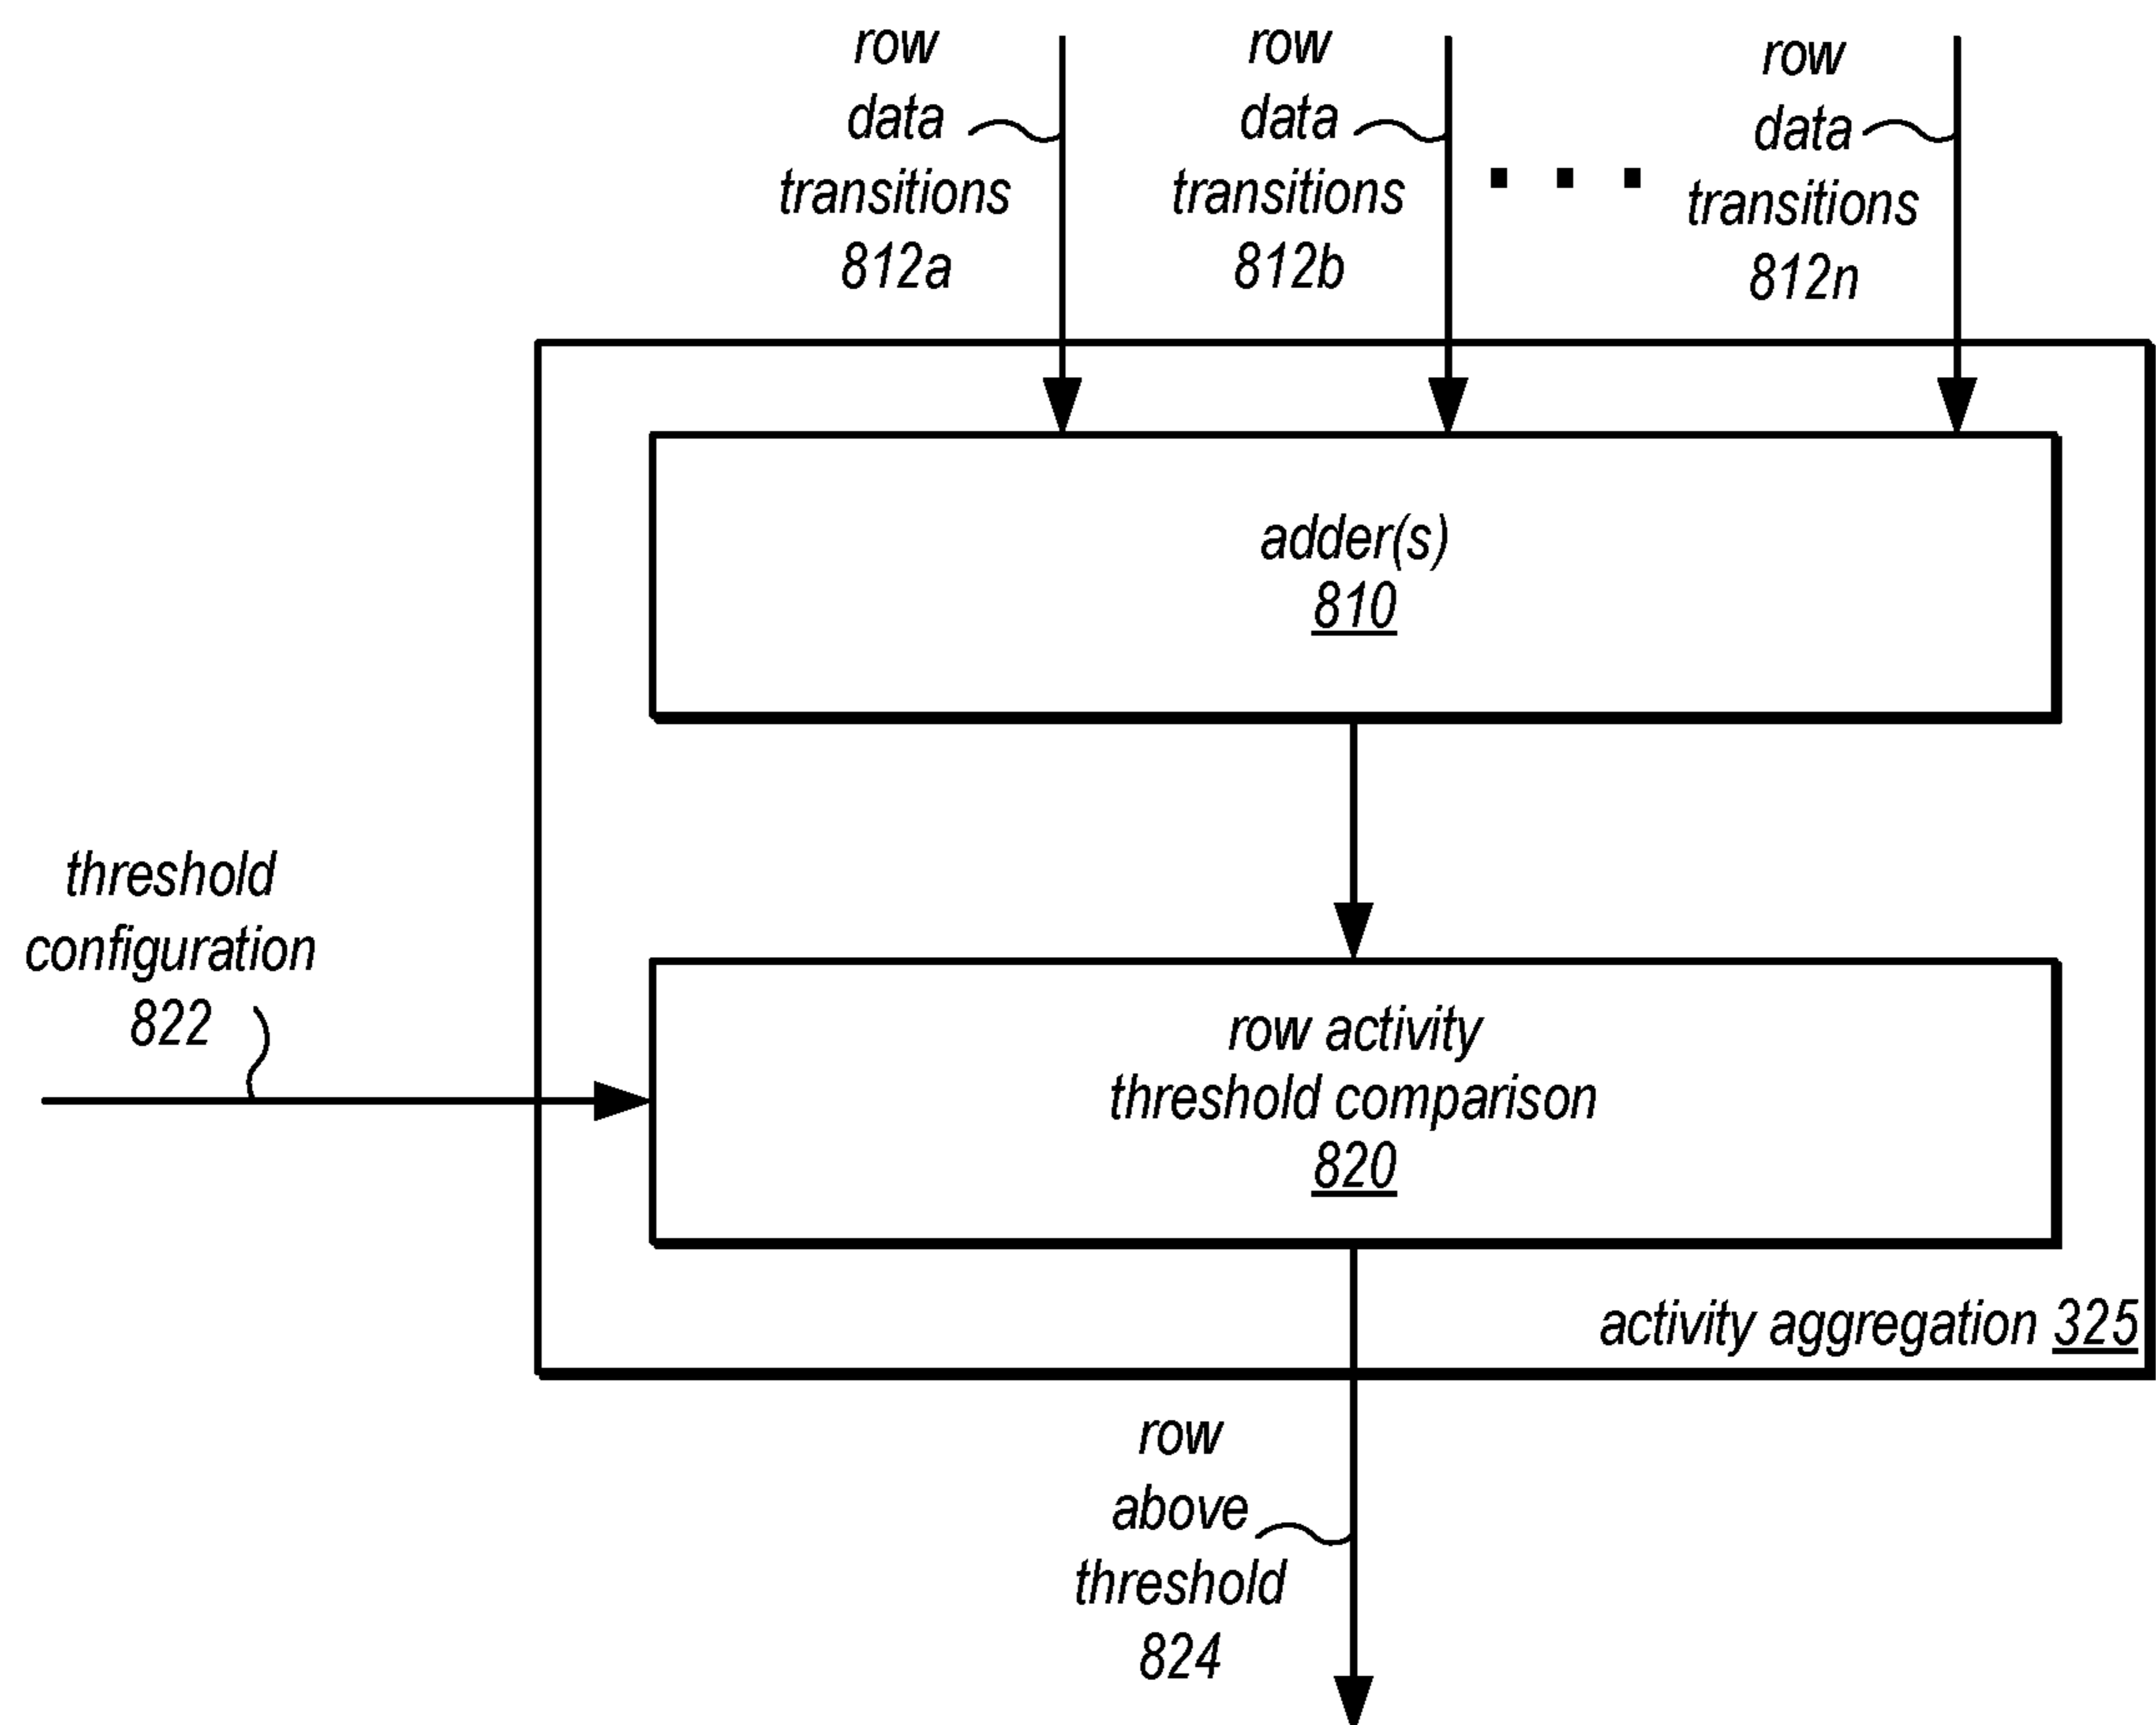 row
data
transitions
812a
row
data
transitions
812b
row
data
transitions
812n
adder(s)
810
threshold
configuration
822
row activity
threshold comparison
820
activity aggregation 325
row
above
threshold
824